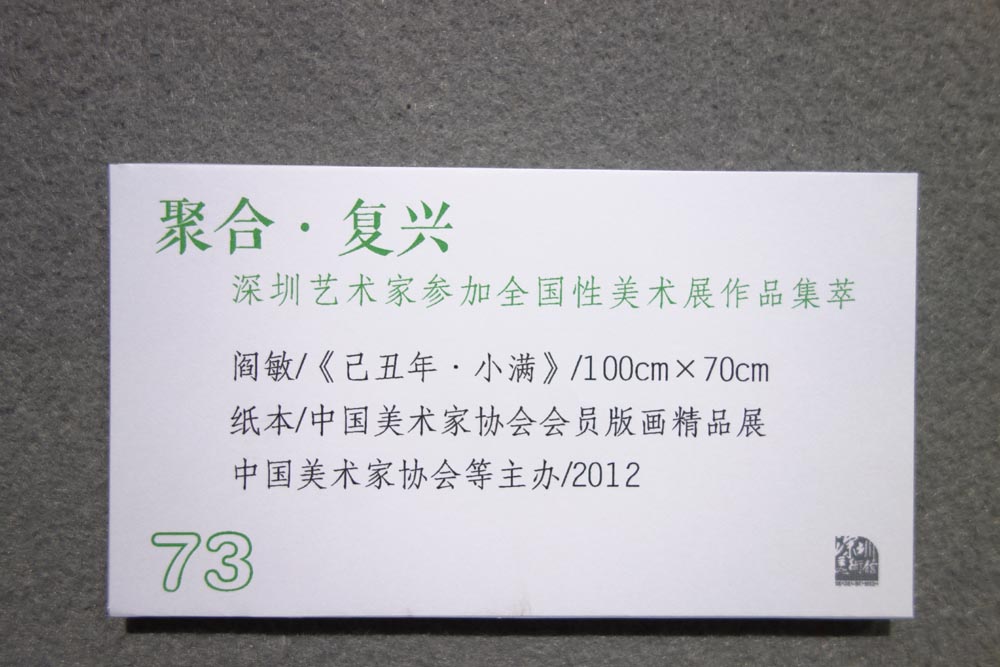 聚合·复兴
深圳艺术家参加全国性美术展作品集萃
阎敏/《己丑年·小满》/100cm×70cm
纸本/中国美术家协会会员版画精品展
中国美术家协会等主办/2012
73